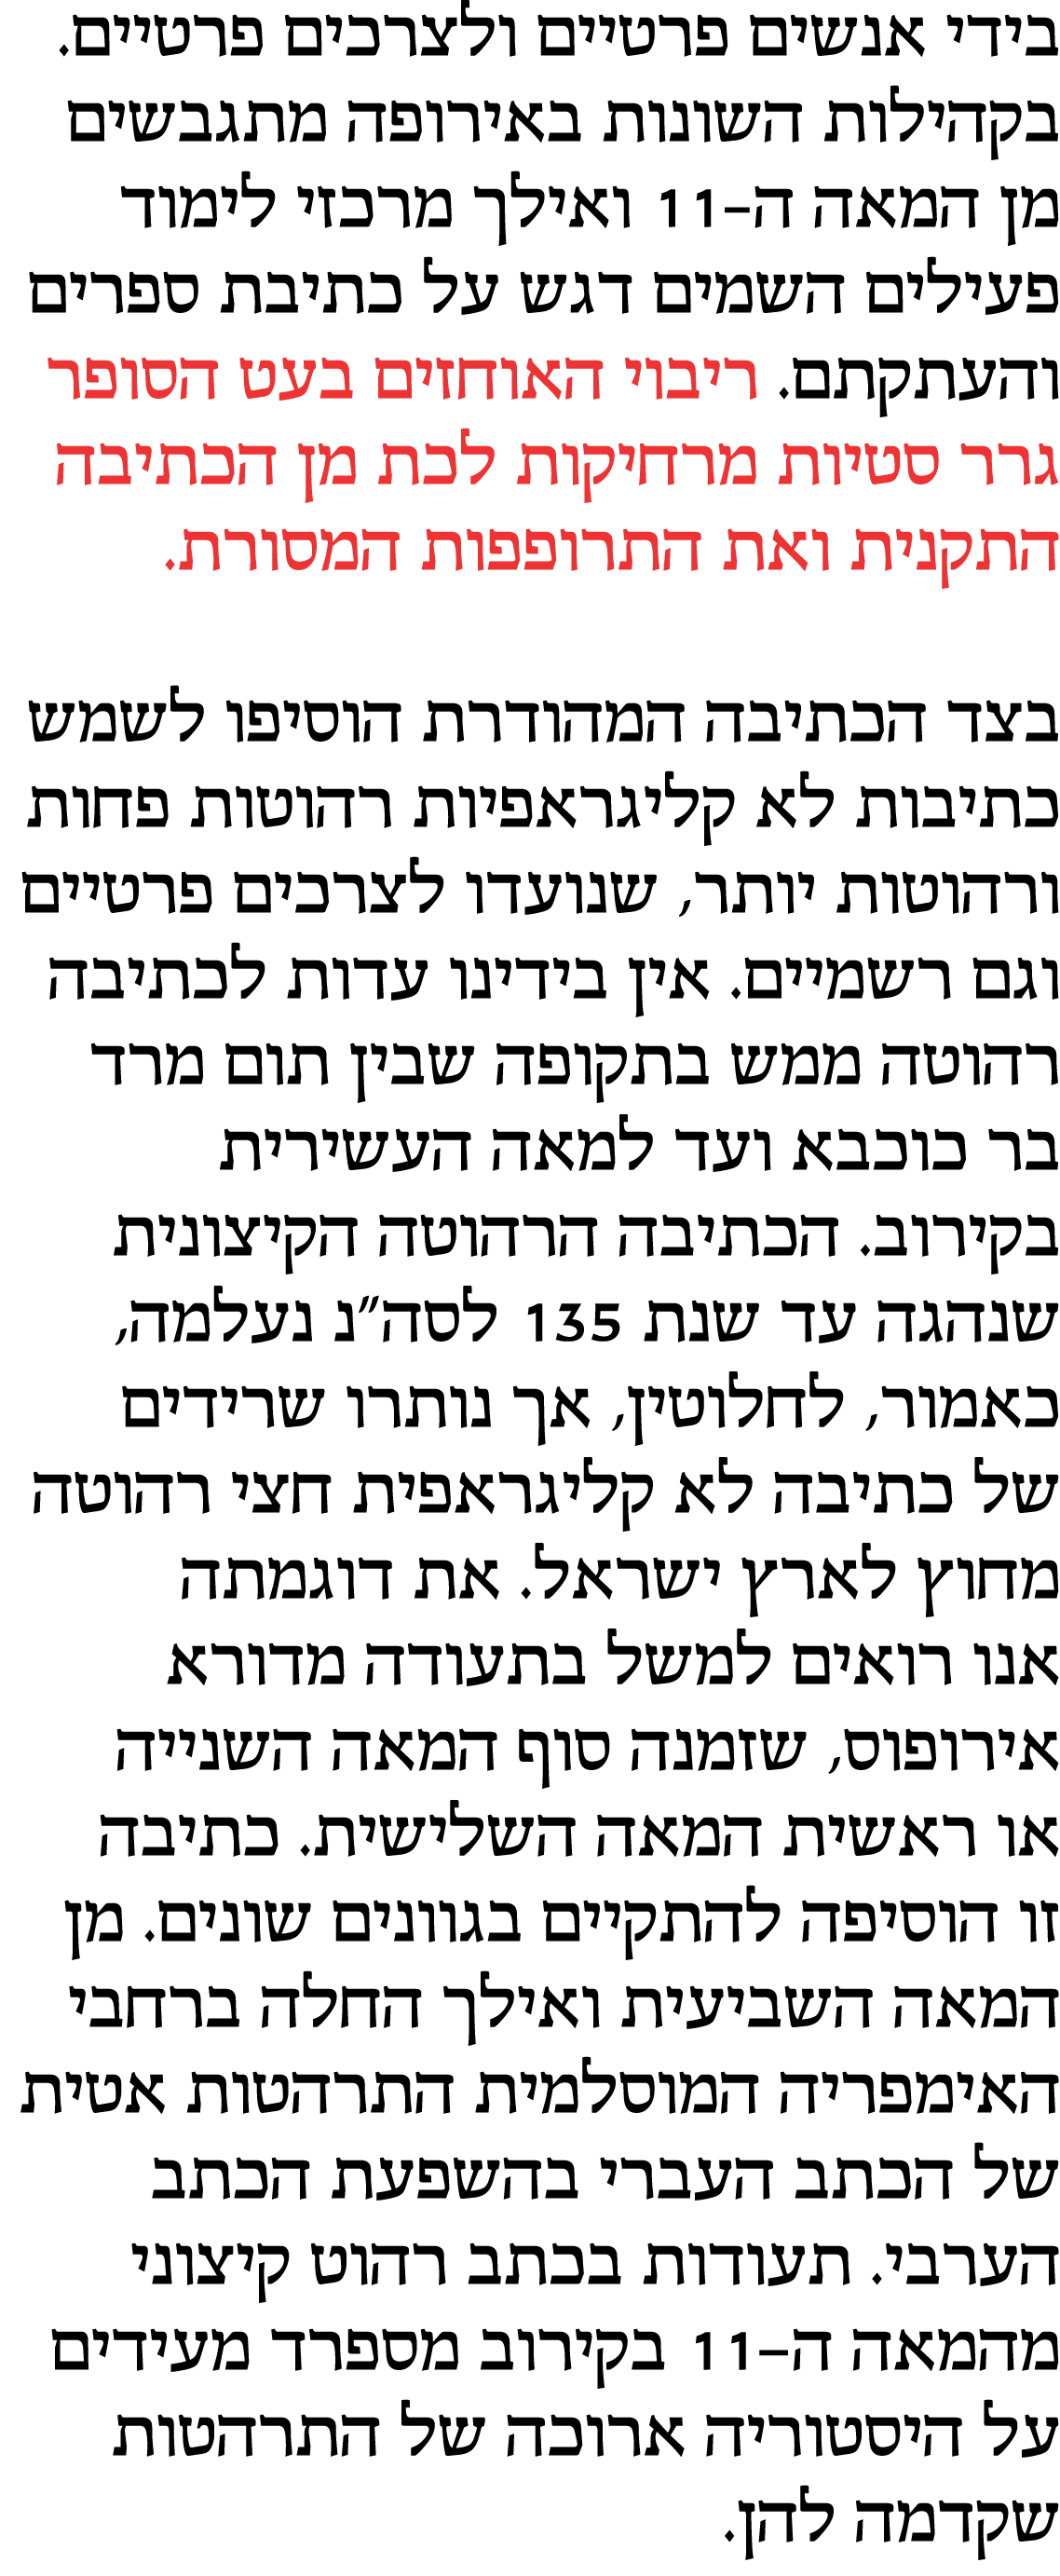 בידי אנשים פרטיים ולצרכים פרטיים.
בקהילות השונות באירופה מתגבשים
מן המאה ה–11 ואילך מרכזי לימוד
פעילים השמים דגש על כתיבת ספרים
והעתקתם. ריבוי האוחזים בעט הסופר
גרר סטיות מרחיקות לכת מן הכתיבה
התקנית ואת התרופפות המסורת.

בצד הכתיבה המהודרת הוסיפו לשמש
כתיבות לא קליגראפיות רהוטות פחות
ורהוטות יותר, שנועדו לצרכים פרטיים
וגם רשמיים. אין בידינו עדות לכתיבה
רהוטה ממש בתקופה שבין תום מרד
בר כוכבא ועד למאה העשירית
בקירוב. הכתיבה הרהוטה הקיצונית
שנהגה עד שנת 135 לסה״נ נעלמה,
כאמור, לחלוטין, אך נותרו שרידים
של כתיבה לא קליגראפית חצי רהוטה
מחוץ לארץ ישראל. את דוגמתה
אנו רואים למשל בתעודה מדורא
אירופוס, שזמנה סוף המאה השנייה
או ראשית המאה השלישית. כתיבה
זו הוסיפה להתקיים בגוונים שונים. מן
המאה השביעית ואילך החלה ברחבי
האימפריה המוסלמית התרהטות אטית
של הכתב העברי בהשפעת הכתב
הערבי. תעודות בכתב רהוט קיצוני
מהמאה ה–11 בקירוב מספרד מעידים
על היסטוריה ארוכה של התרהטות
שקדמה להן.